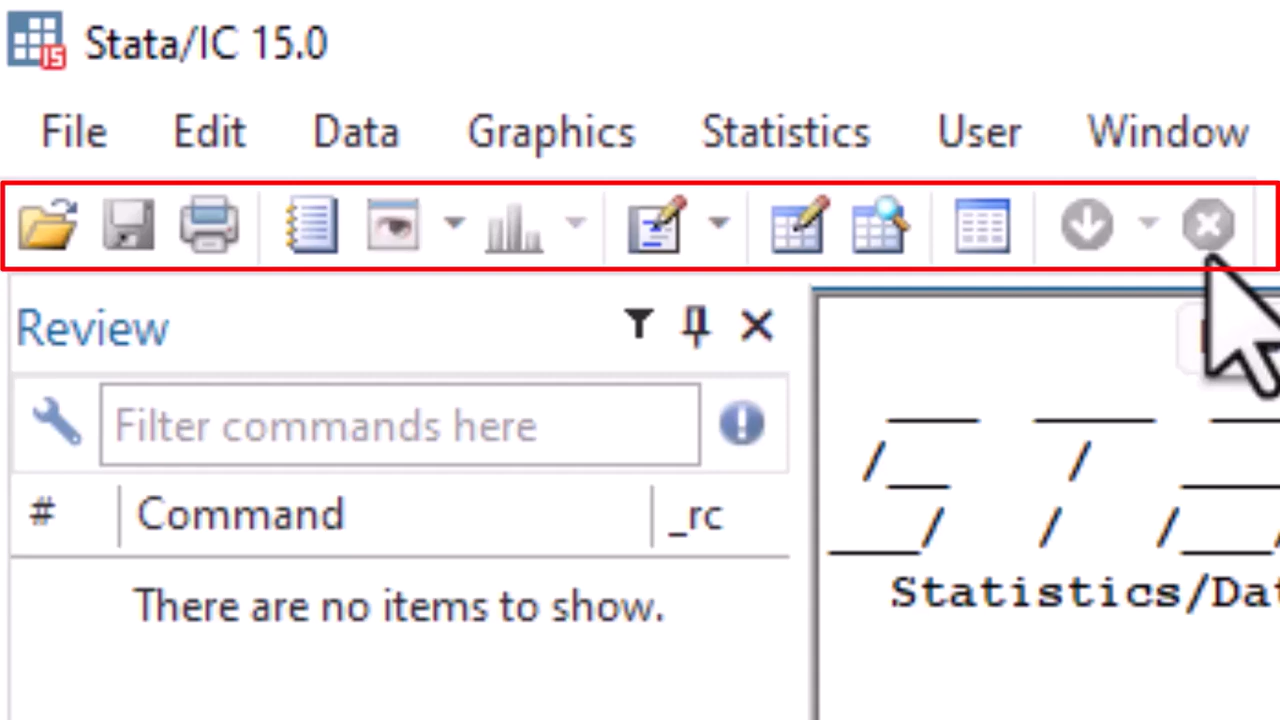 Stata/IC 15.0
File Edit Data Graphics Statistics User Window
Review
Filter commands here
# Command _rc
There are no items to show.
Statistics/Dat